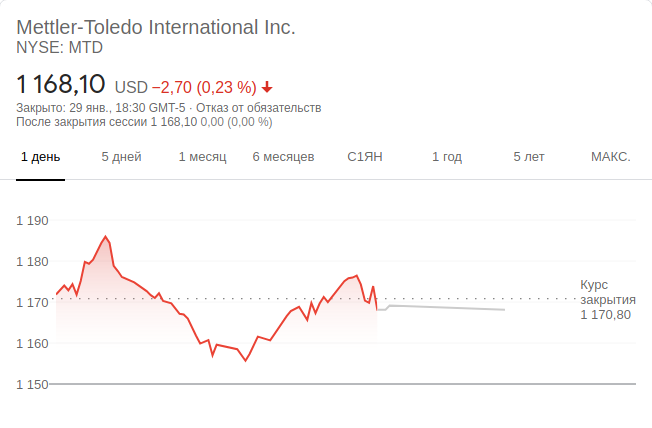 Mettler-Toledo International Inc.
NYSE: MTD
1 168,10 USD −2,70 (0,23 %)
Закрыто: 29 янв., 18:30 GMT-5 · Отказ от обязательств
После закрытия сессии 1 168,10 0,00 (0,00 %)
1 день 5 дней 1 месяц 6 месяцев С1ЯН 1 год 5 лет МАКС.
1 190
1 180
1 170
1 160
1 150
Курс
закрытия
1 170,80